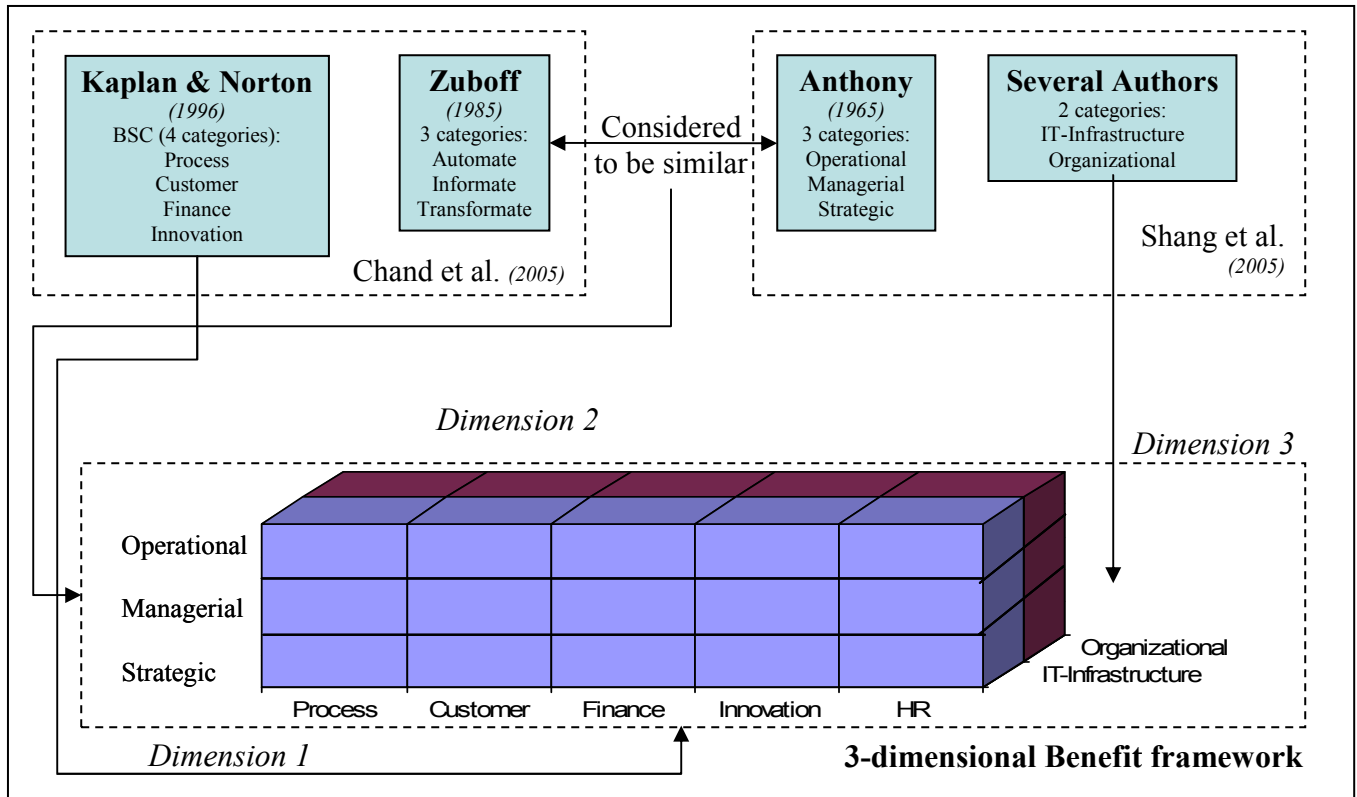 Kaplan & Norton
(1996)
BSC (4 categories):
Process
Customer
Finance
Innovation
Zuboff
(1985)
3 categories:
Automate
Informate
Transformate
Chand et al. (2005)
Considered
to be similar
Anthony
(1965)
3 categories:
Operational
Managerial
Strategic
Several Authors
2 categories:
IT-Infrastructure
Organizational
Shang et al.
(2005)
Dimension 2
Dimension 3
Operational
Managerial
Strategic
Organizational
IT-Infrastructure
Process
Customer
Finance
Innovation
HR
Dimension 1
3-dimensional Benefit framework